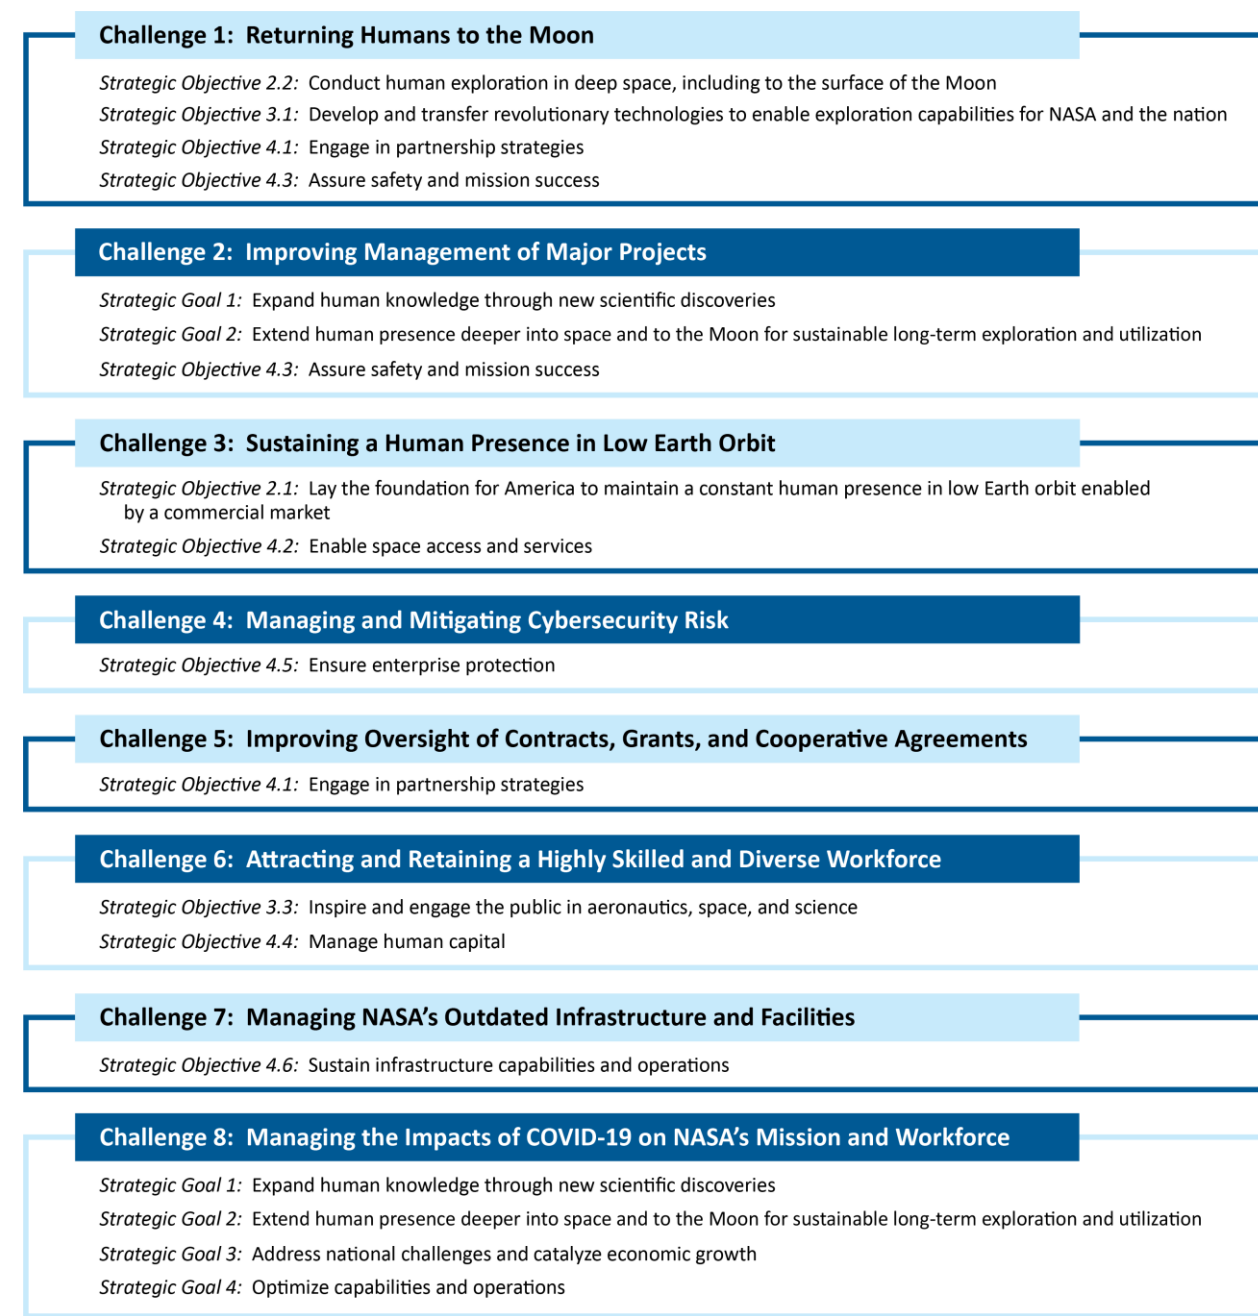 Challenge 1: Returning Humans to the Moon
Strategic Objective 2.2: Conduct human exploration in deep space, including to the surface of the Moon
Strategic Objective 3.1: Develop and transfer revolutionary technologies to enable exploration capabilities for NASA and the nation
Strategic Objective 4.1: Engage in partnership strategies
Strategic Objective 4.3: Assure safety and mission success
Challenge 2: Improving Management of Major Projects
Strategic Goal 1: Expand human knowledge through new scientific discoveries
Strategic Goal 2: Extend human presence deeper into space and to the Moon for sustainable long-term exploration and utilization
Strategic Objective 4.3: Assure safety and mission success
Challenge 3: Sustaining a Human Presence in Low Earth Orbit
Strategic Objective 2.1: Lay the foundation for America to maintain a constant human presence in low Earth orbit enabled
by a commercial market
Strategic Objective 4.2: Enable space access and services
Challenge 4: Managing and Mitigating Cybersecurity Risk
Strategic Objective 4.5: Ensure enterprise protection
Challenge 5: Improving Oversight of Contracts, Grants, and Cooperative Agreements
Strategic Objective 4.1: Engage in partnership strategies
Challenge 6: Attracting and Retaining a Highly Skilled and Diverse Workforce
Strategic Objective 3.3: Inspire and engage the public in aeronautics, space, and science
Strategic Objective 4.4: Manage human capital
Challenge 7: Managing NASA’s Outdated Infrastructure and Facilities
Strategic Objective 4.6: Sustain infrastructure capabilities and operations
Challenge 8: Managing the Impacts of COVID-19 on NASA’s Mission and Workforce
Strategic Goal 1: Expand human knowledge through new scientific discoveries
Strategic Goal 2: Extend human presence deeper into space and to the Moon for sustainable long-term exploration and utilization
Strategic Goal 3: Address national challenges and catalyze economic growth
Strategic Goal 4: Optimize capabilities and operations